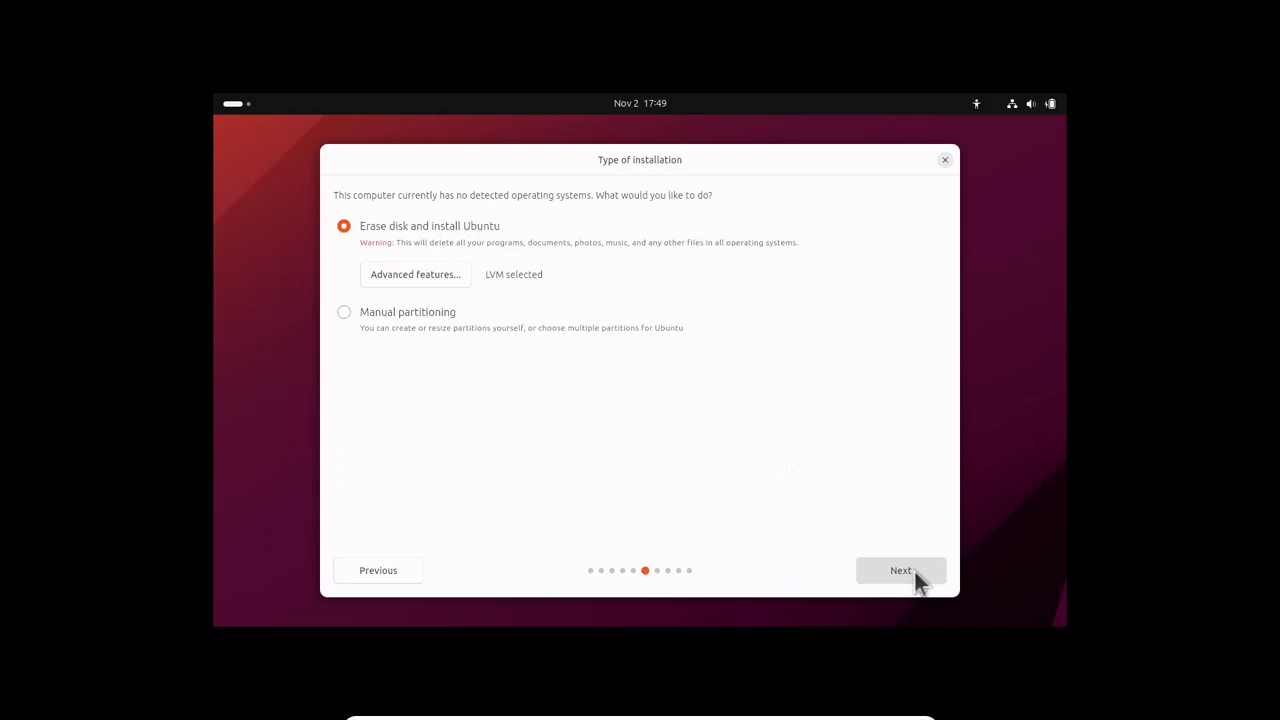 Nov 2 17:49
Type of installation
This computer currently has no detected operating systems. What would you like to do?
Erase disk and install Ubuntu
Warning: This will delete all your programs, documents, photos, music, and any other files in all operating systems.
Advanced features... LVM selected
Manual partitioning
You can create or resize partitions yourself, or choose multiple partitions for Ubuntu
Previous Next